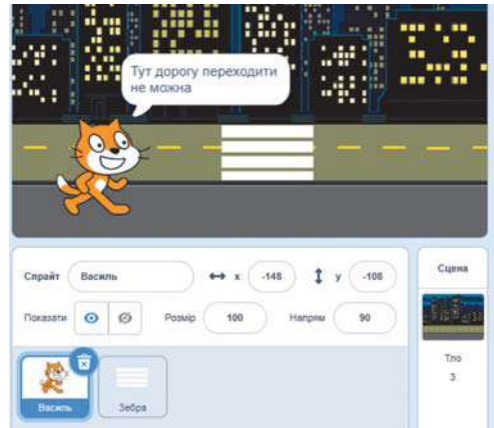 Тут дорогу переходити
не можна
Спрайт Василь x -148 y -108
Показати Розмір 100 Напрям 90
Василь Зебра
Сцена
Тло
3